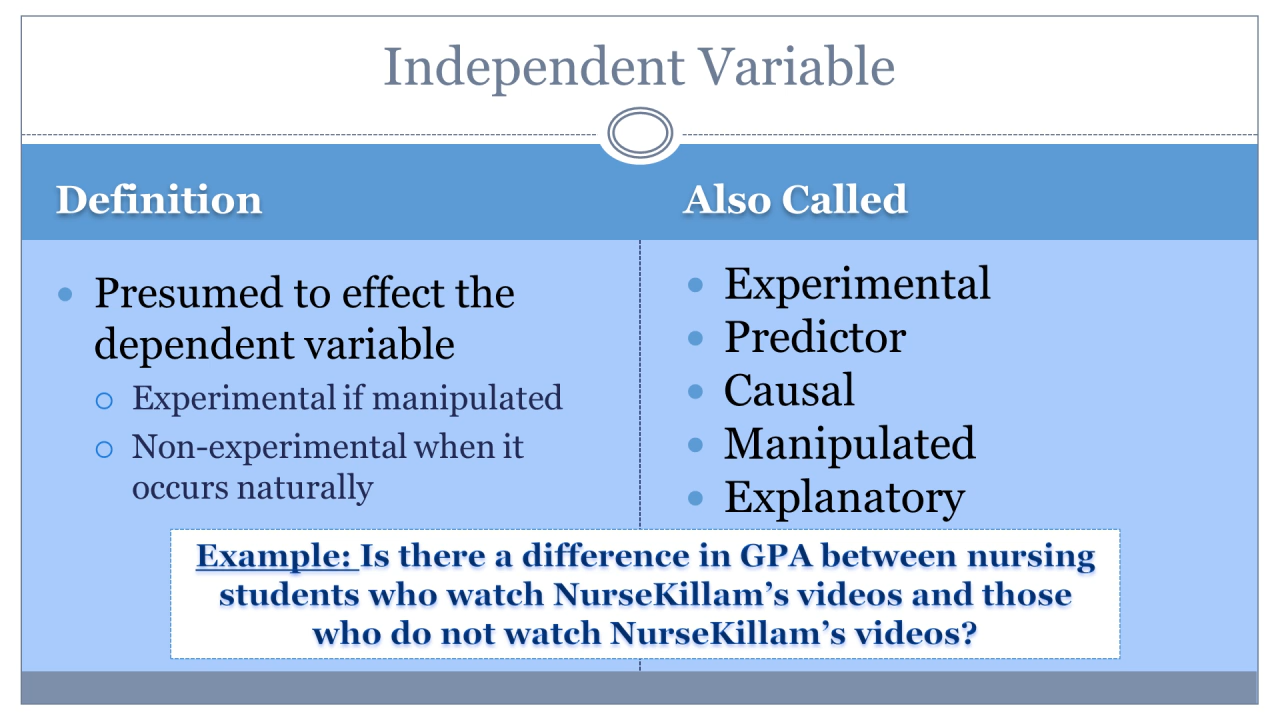 Independent Variable
Definition
Presumed to effect the
dependent variable
Experimental if manipulated
Non-experimental when it
occurs naturally
Also Called
Experimental
Predictor
Causal
Manipulated
Explanatory
Example: Is there a difference in GPA between nursing
students who watch NurseKillam’s videos and those
who do not watch NurseKillam’s videos?